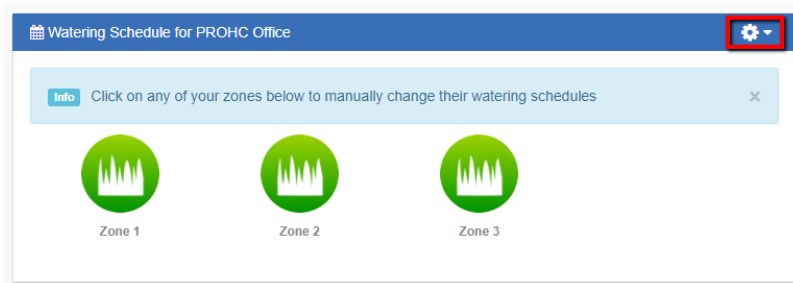 Watering Schedule for PROHC Office
Info Click on any of your zones below to manually change their watering schedules ×
Zone 1 Zone 2 Zone 3